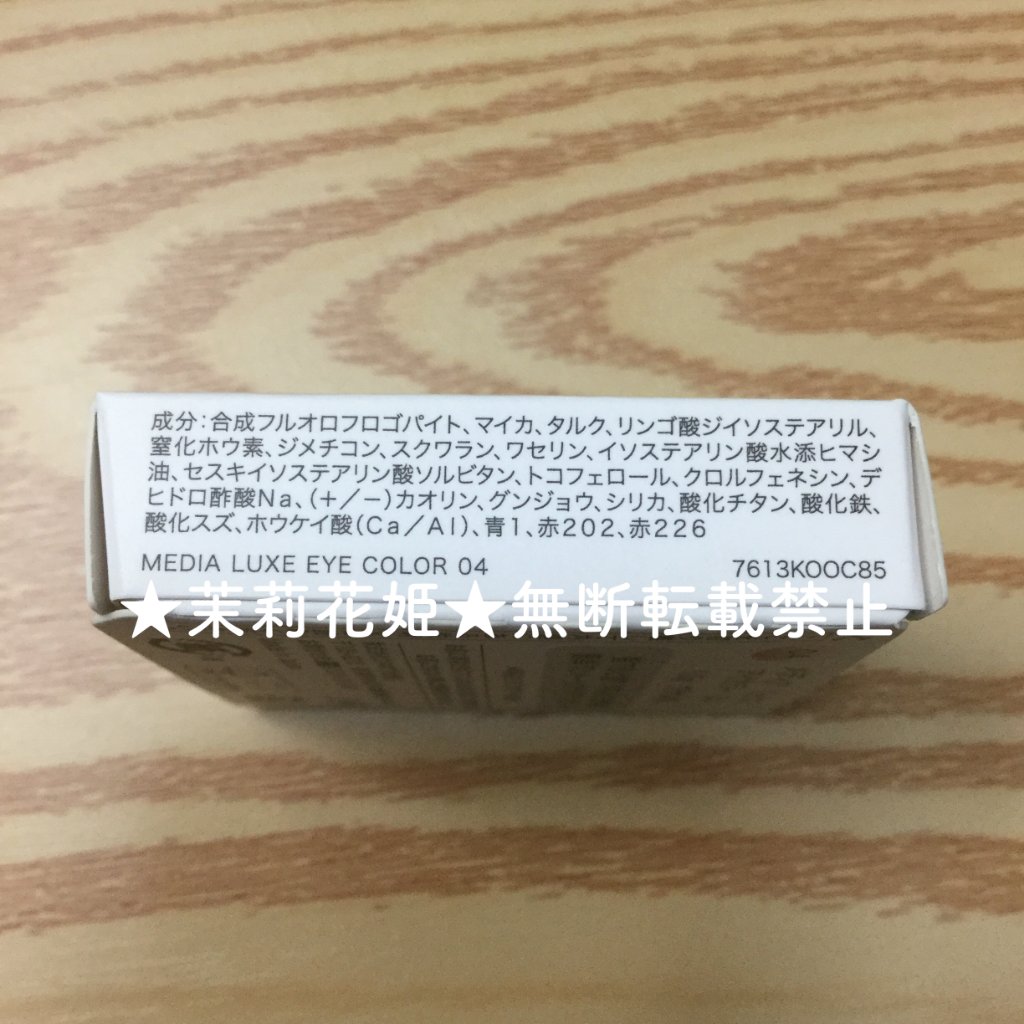 成分：合成フルオロフロゴパイト、マイカ、タルク、リンゴ酸ジイソステアリル、
窒化ホウ素、ジメチコン、スクワラン、ワセリン、イソステアリン酸水添ヒマシ
油、セスキイソステアリン酸ソルビタン、トコフェロール、クロルフェネシン、デ
ヒドロ酢酸Na、(＋／－)カオリン、グンジョウ、シリカ、酸化チタン、酸化鉄、
酸化スズ、ホウケイ酸(Ca／Al)、青1、赤202、赤226
MEDIA LUXE EYE COLOR 04 7613KOOC85
★茉莉花姫★無断転載禁止